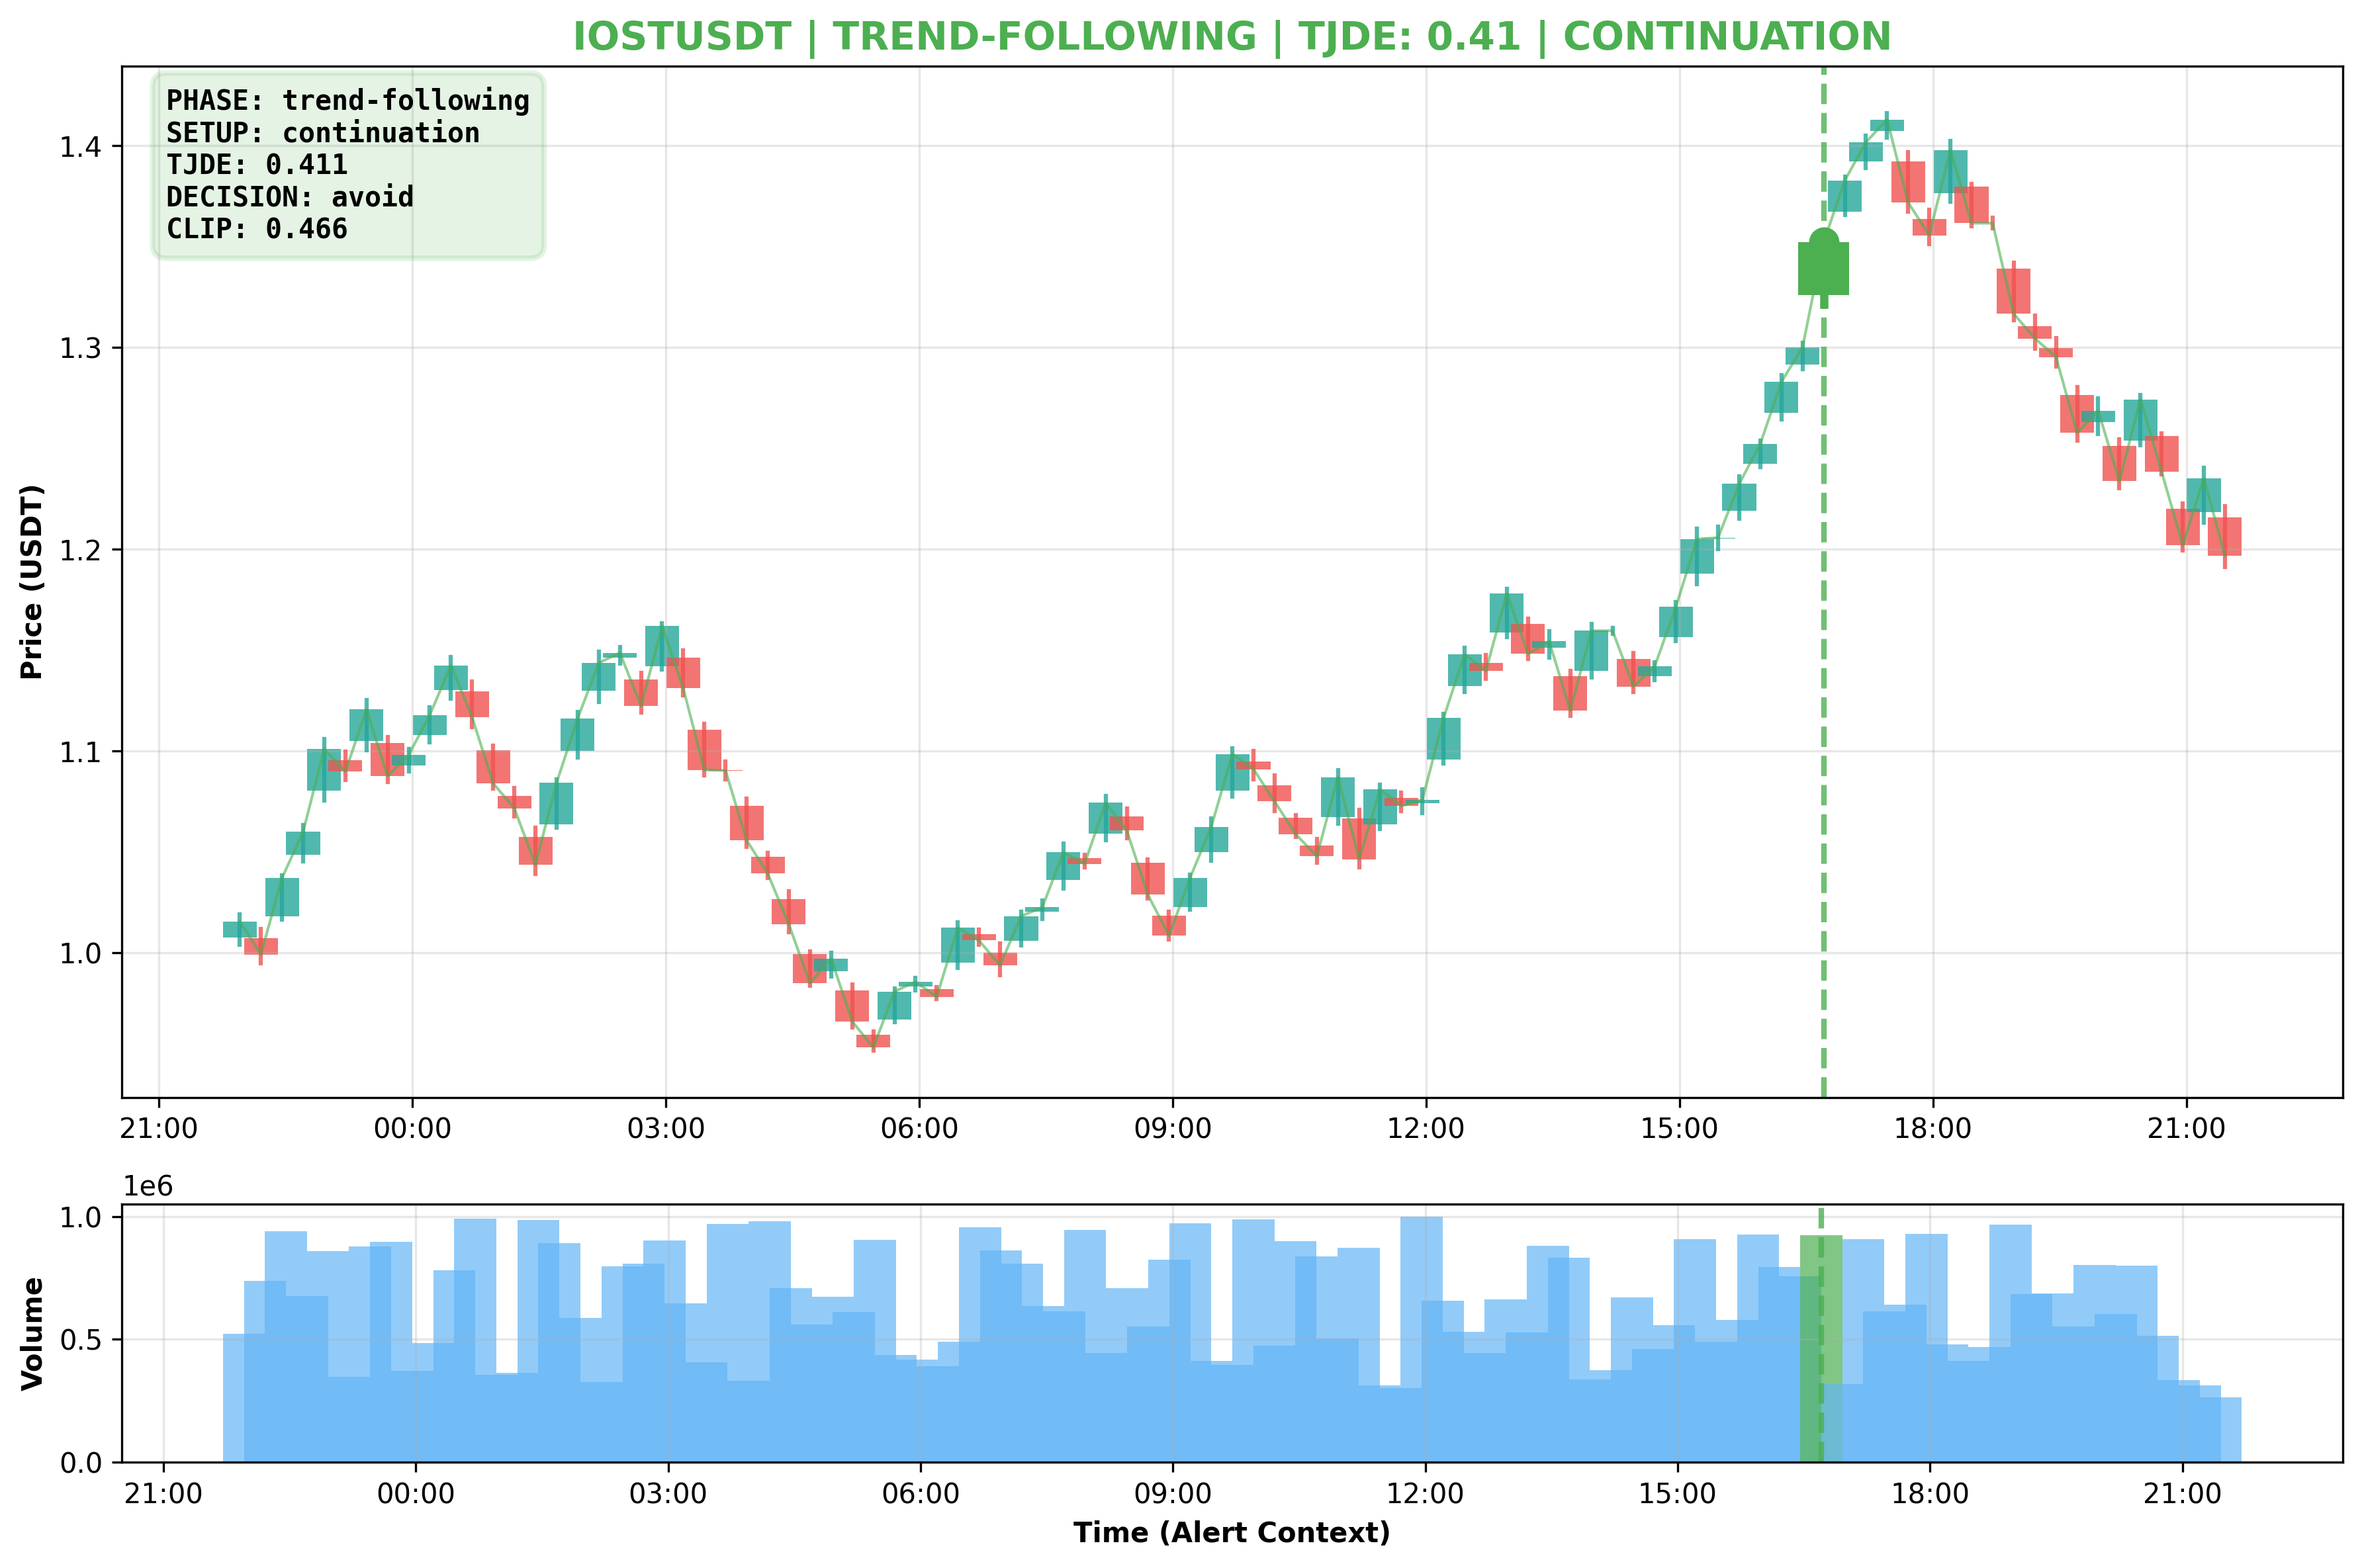 IOSTUSDT | TREND-FOLLOWING | TJDE: 0.41 | CONTINUATION
PHASE: trend-following
SETUP: continuation
TJDE: 0.411
DECISION: avoid
CLIP: 0.466
Price (USDT)
1.4
1.3
1.2
1.1
1.0
21:00 00:00 03:00 06:00 09:00 12:00 15:00 18:00 21:00
1e6
Volume
1.0
0.5
0.0
21:00 00:00 03:00 06:00 09:00 12:00 15:00 18:00 21:00
Time (Alert Context)